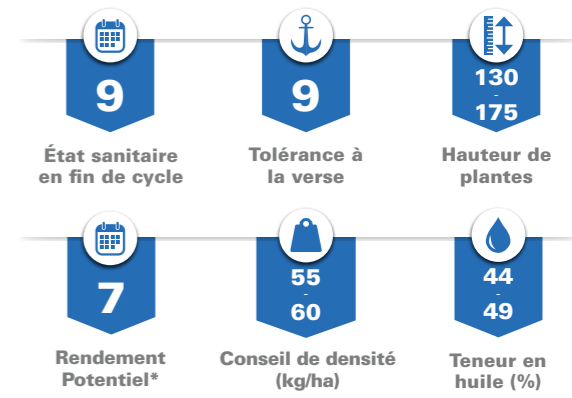 9
État sanitaire
en fin de cycle
9
Tolérance à
la verse
130
-
175
Hauteur de
plantes
7
Rendement
Potentiel*
55
-
60
Conseil de densité
(kg/ha)
44
-
49
Teneur en
huile (%)